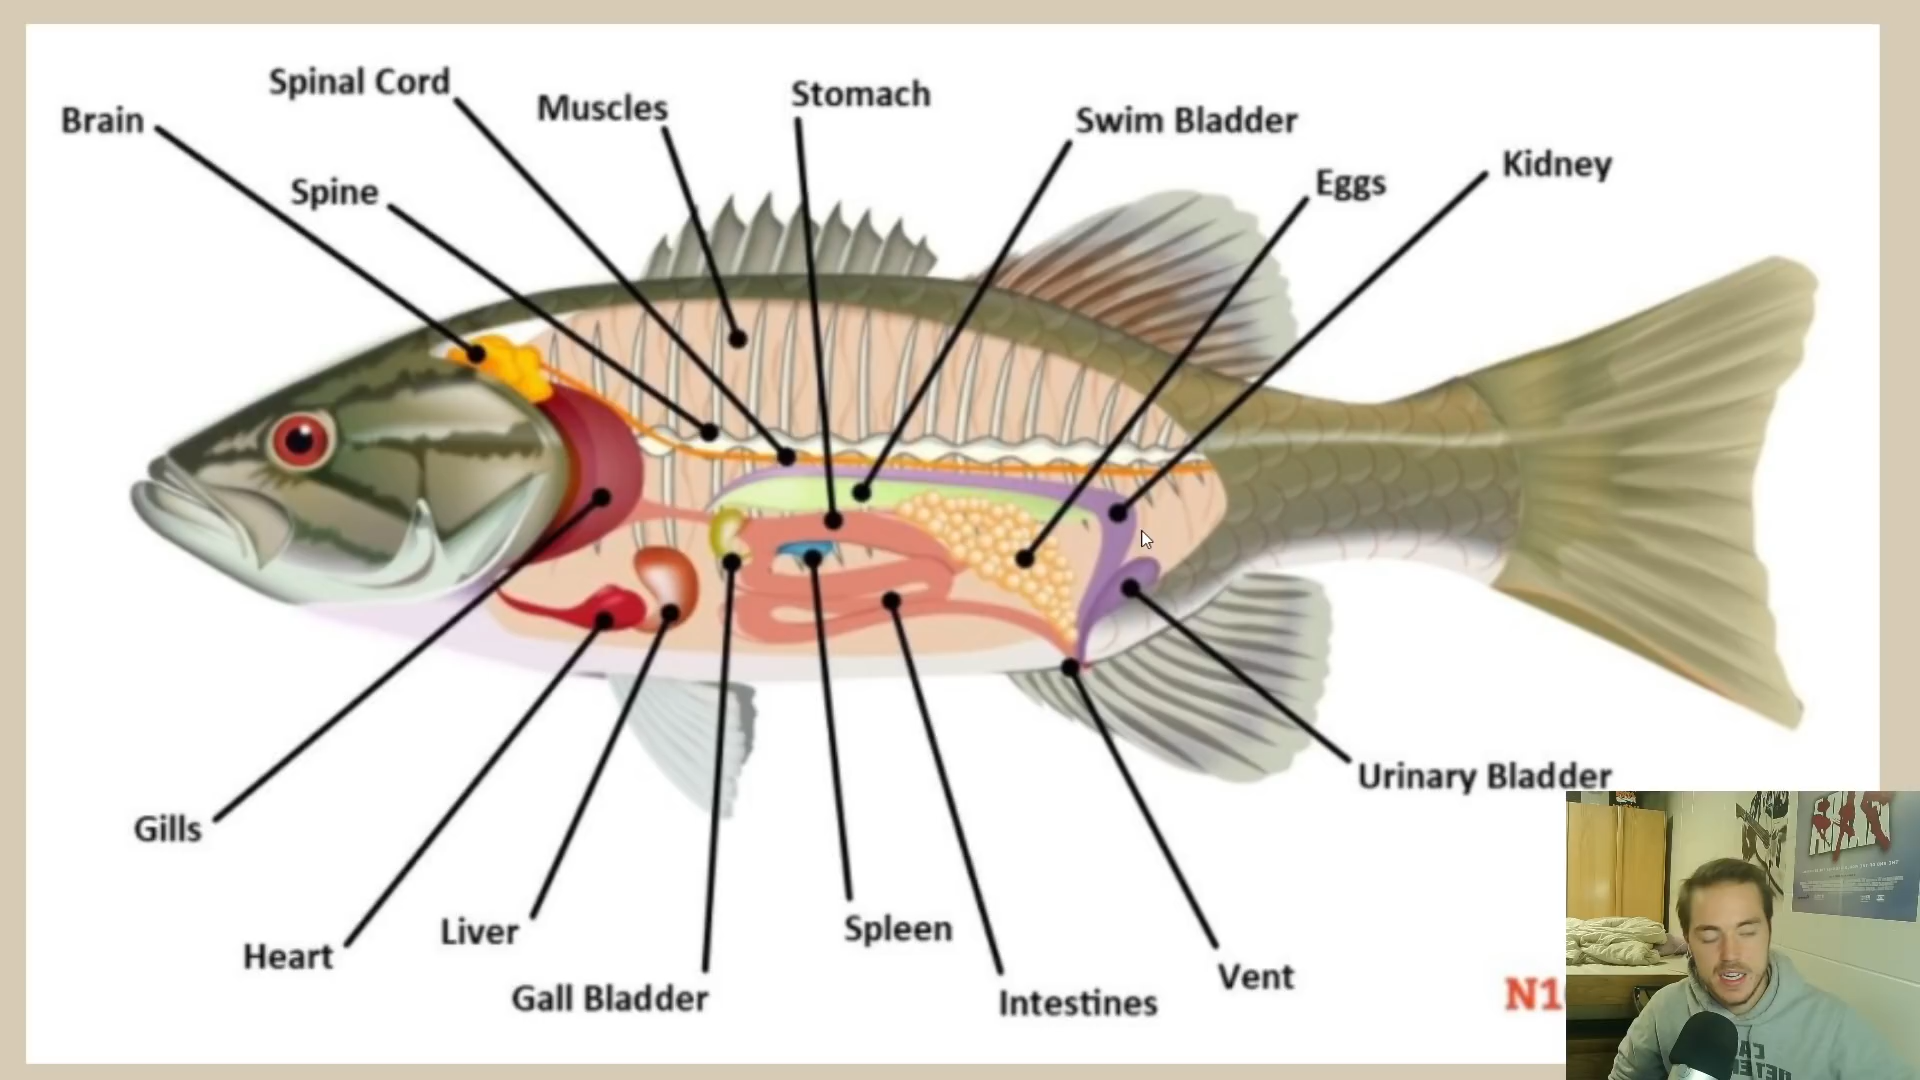 Spinal Cord
Brain
Muscles
Stomach
Swim Bladder
Spine
Eggs
Kidney
Gills
Urinary Bladder
Heart
Liver
Gall Bladder
Spleen
Intestines
Vent
N1